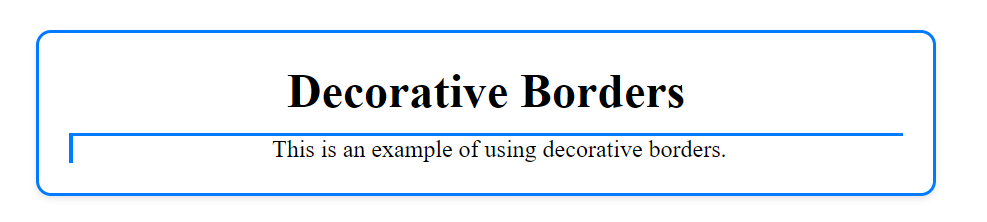 Decorative Borders
This is an example of using decorative borders.